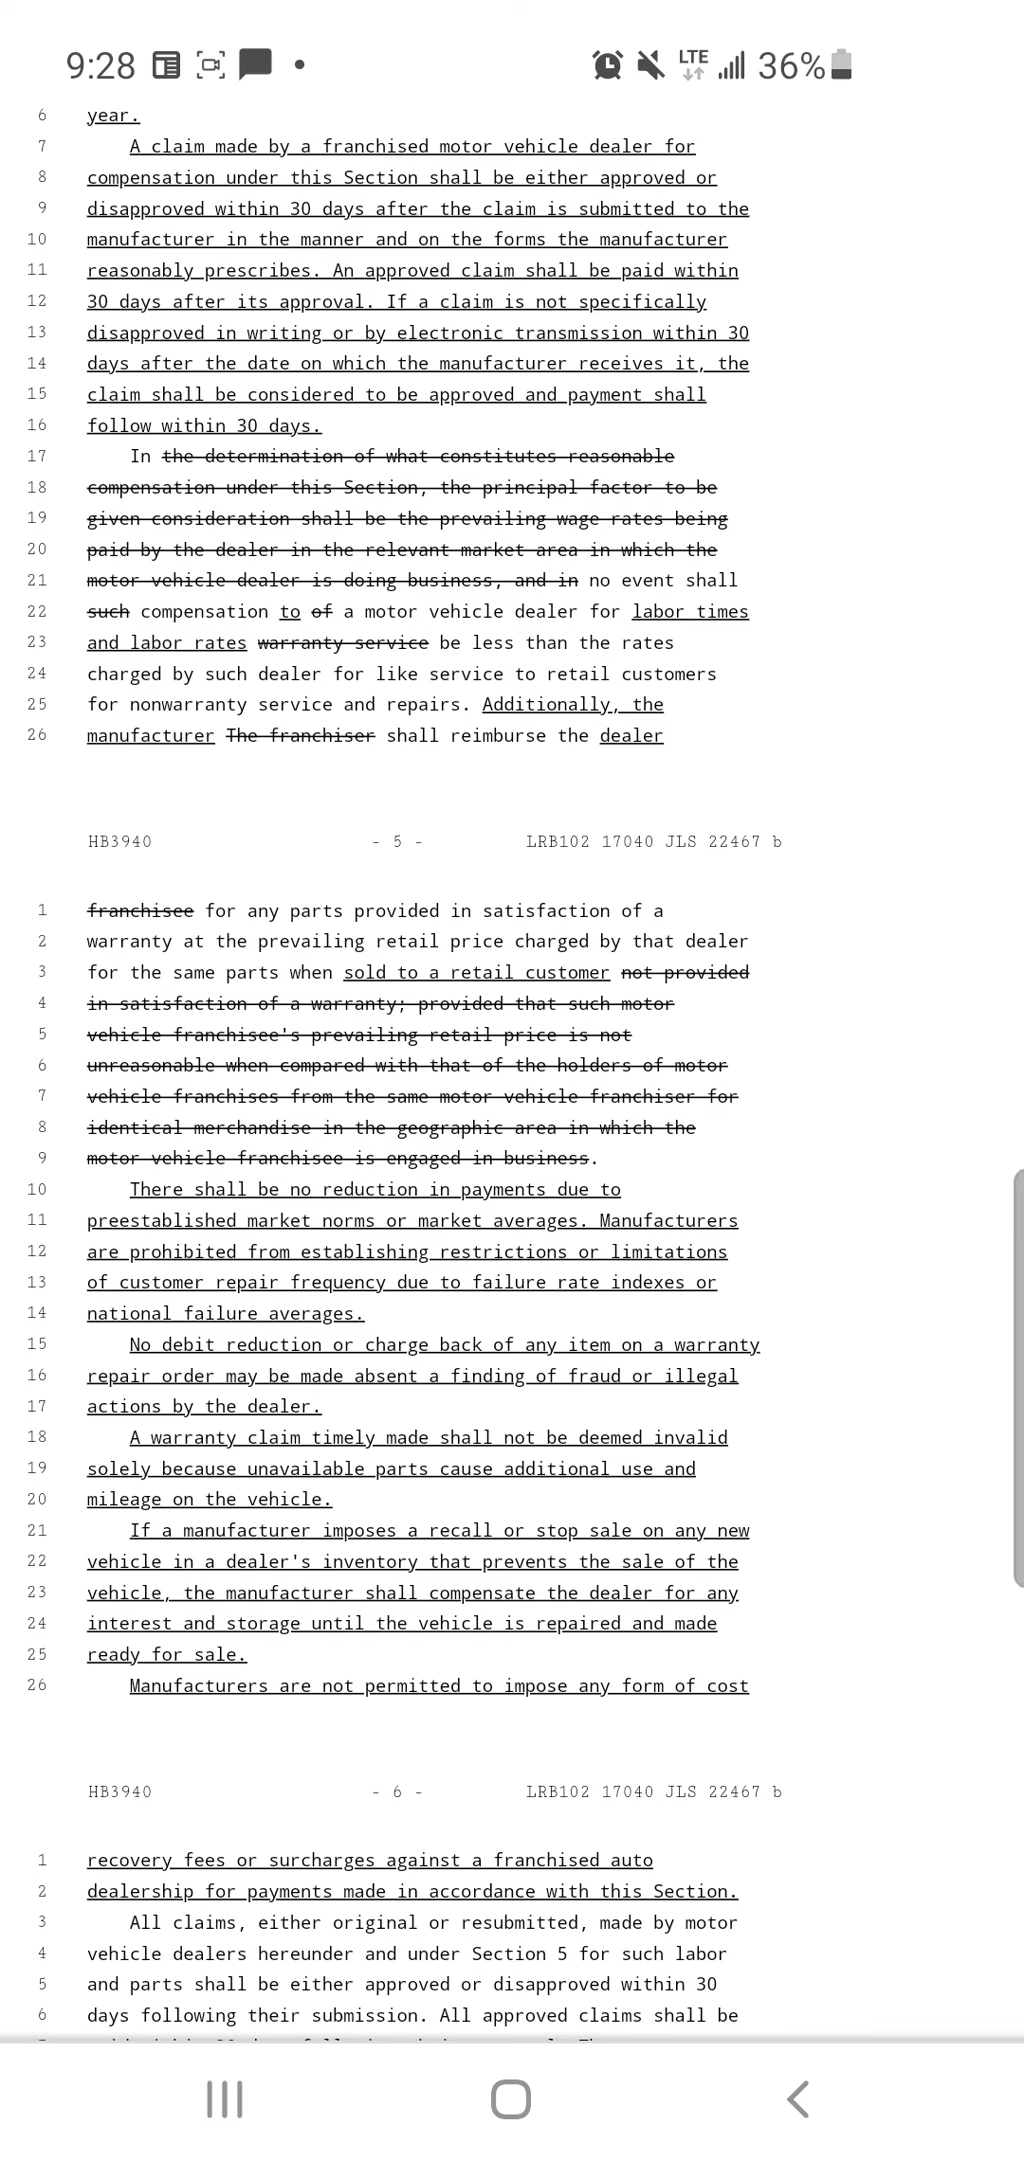 9:28 LTE 36%
6 year.
7 A claim made by a franchised motor vehicle dealer for
8 compensation under this Section shall be either approved or
9 disapproved within 30 days after the claim is submitted to the
10 manufacturer in the manner and on the forms the manufacturer
11 reasonably prescribes. An approved claim shall be paid within
12 30 days after its approval. If a claim is not specifically
13 disapproved in writing or by electronic transmission within 30
14 days after the date on which the manufacturer receives it, the
15 claim shall be considered to be approved and payment shall
16 follow within 30 days.
17 In the determination of what constitutes reasonable
18 compensation under this Section, the principal factor to be
19 given consideration shall be the prevailing wage rates being
20 paid by the dealer in the relevant market area in which the
21 motor vehicle dealer is doing business, and in no event shall
22 such compensation to of a motor vehicle dealer for labor times
23 and labor rates warranty service be less than the rates
24 charged by such dealer for like service to retail customers
25 for nonwarranty service and repairs. Additionally, the
26 manufacturer The franchiser shall reimburse the dealer
HB3940 - 5 - LRB102 17040 JLS 22467 b
1 franchisee for any parts provided in satisfaction of a
2 warranty at the prevailing retail price charged by that dealer
3 for the same parts when sold to a retail customer not provided
4 in satisfaction of a warranty; provided that such motor
5 vehicle franchisee's prevailing retail price is not
6 unreasonable when compared with that of the holders of motor
7 vehicle franchises from the same motor vehicle franchiser for
8 identical merchandise in the geographic area in which the
9 motor vehicle franchisee is engaged in business.
10 There shall be no reduction in payments due to
11 preestablished market norms or market averages. Manufacturers
12 are prohibited from establishing restrictions or limitations
13 of customer repair frequency due to failure rate indexes or
14 national failure averages.
15 No debit reduction or charge back of any item on a warranty
16 repair order may be made absent a finding of fraud or illegal
17 actions by the dealer.
18 A warranty claim timely made shall not be deemed invalid
19 solely because unavailable parts cause additional use and
20 mileage on the vehicle.
21 If a manufacturer imposes a recall or stop sale on any new
22 vehicle in a dealer's inventory that prevents the sale of the
23 vehicle, the manufacturer shall compensate the dealer for any
24 interest and storage until the vehicle is repaired and made
25 ready for sale.
26 Manufacturers are not permitted to impose any form of cost
HB3940 - 6 - LRB102 17040 JLS 22467 b
1 recovery fees or surcharges against a franchised auto
2 dealership for payments made in accordance with this Section.
3 All claims, either original or resubmitted, made by motor
4 vehicle dealers hereunder and under Section 5 for such labor
5 and parts shall be either approved or disapproved within 30
6 days following their submission. All approved claims shall be